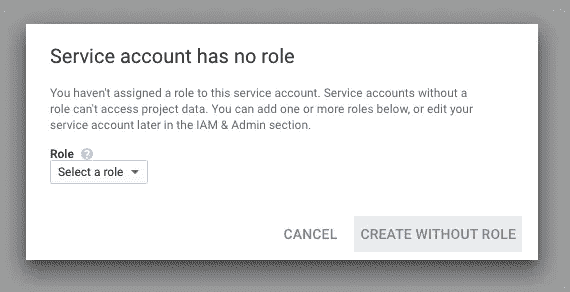 Service account has no role
You haven't assigned a role to this service account. Service accounts without a
role can't access project data. You can add one or more roles below, or edit your
service account later in the IAM & Admin section.
Role ?
Select a role
CANCEL CREATE WITHOUT ROLE